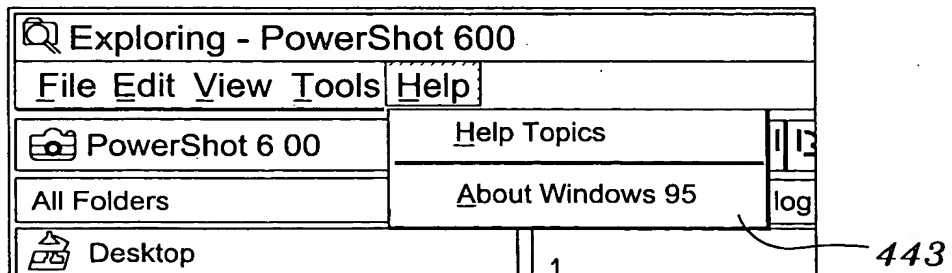 Exploring - PowerShot 600
File Edit View Tools Help
PowerShot 6 00
Help Topics
All Folders
About Windows 95
log
Desktop
1
443